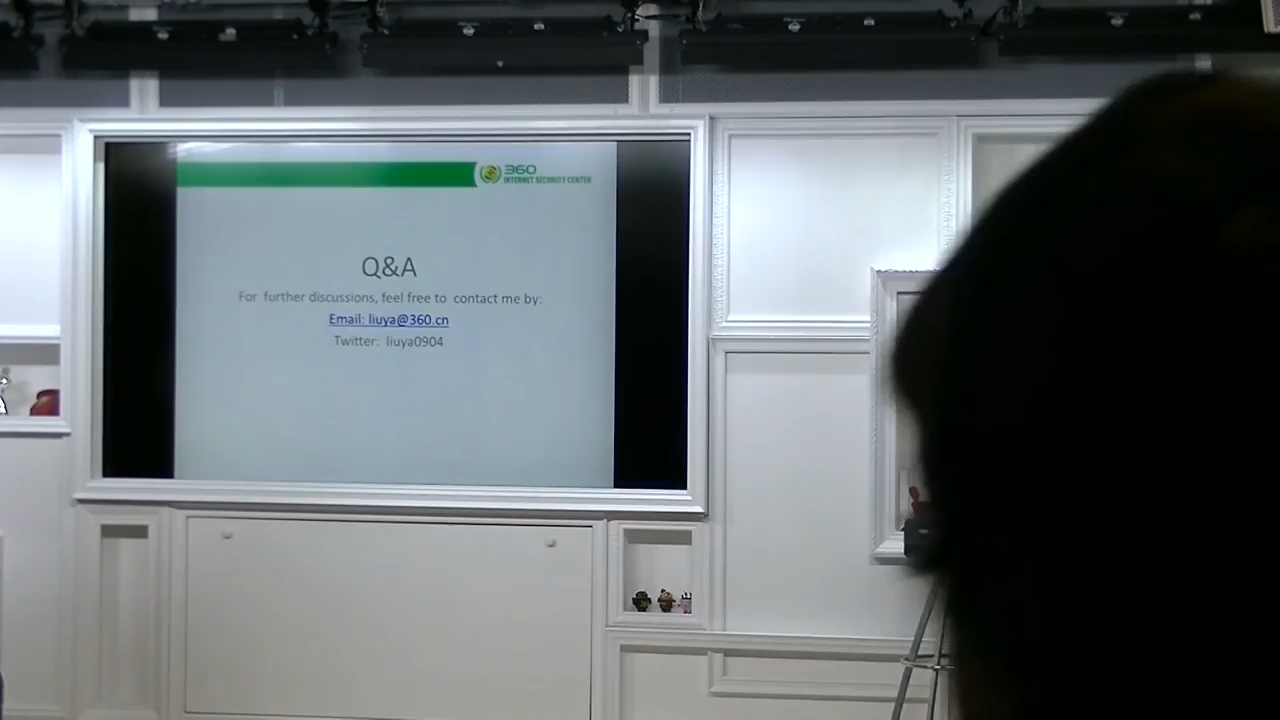 360
INTERNET SECURITY CENTER
Q&A
For further discussions, feel free to contact me by:
Email: liuya@360.cn
Twitter: liuya0904